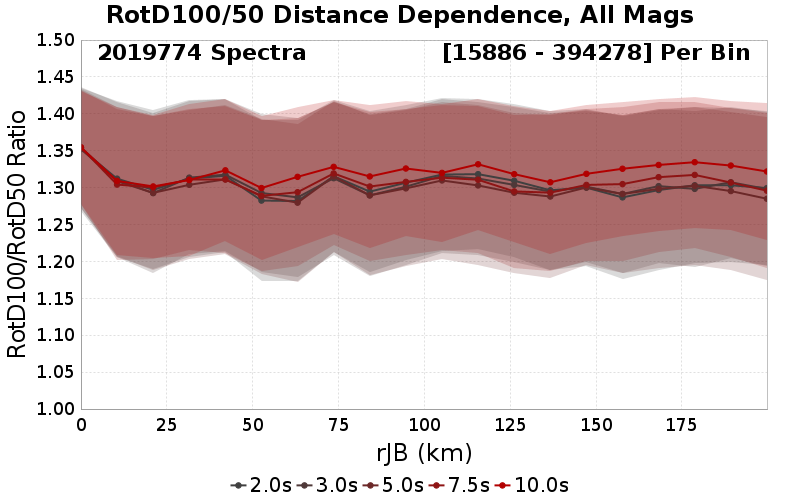 RotD100/50 Distance Dependence, All Mags
2019774 Spectra
[15886 - 394278] Per Bin
RotD100/RotD50 Ratio
1.50
1.45
1.40
1.35
1.30
1.25
1.20
1.15
1.10
1.05
1.00
0 25 50 75 100 125 150 175
rJB (km)
2.0s 3.0s 5.0s 7.5s 10.0s